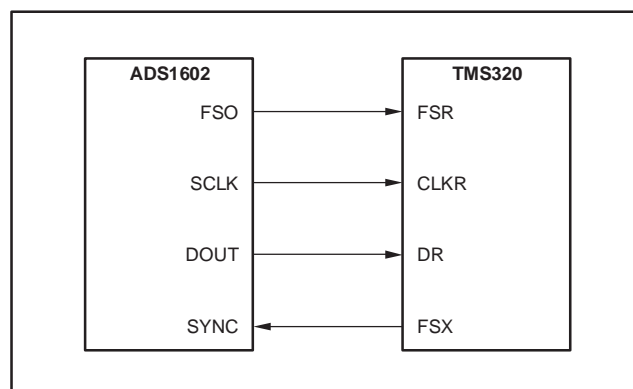 ADS1602 TMS320
FSO FSR
SCLK CLKR
DOUT DR
SYNC FSX